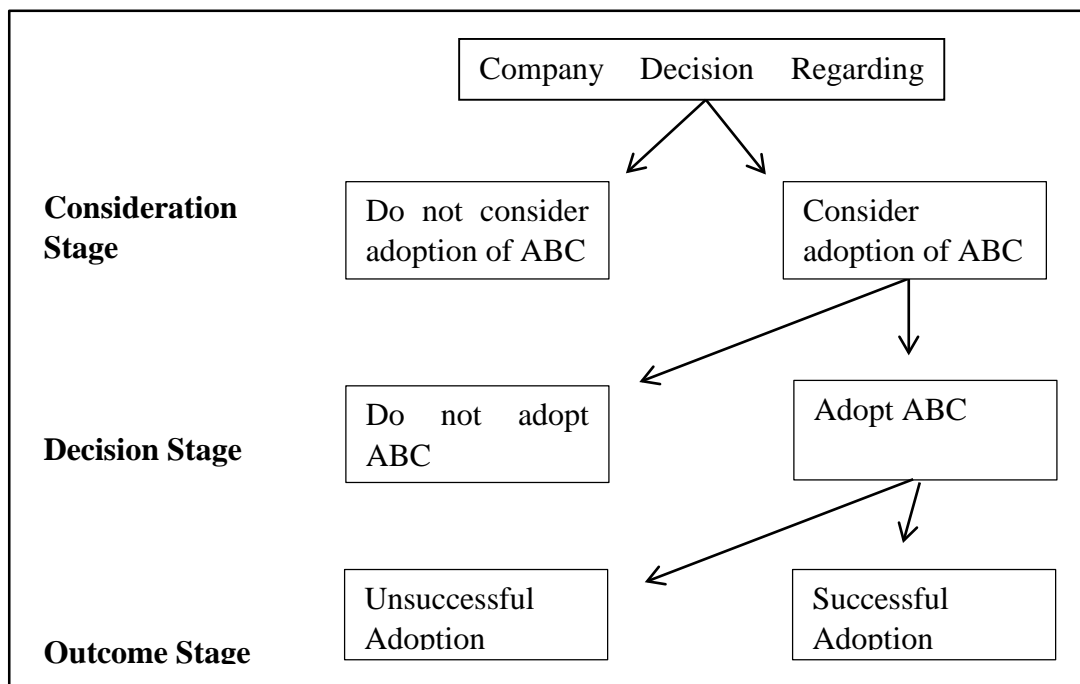 Company Decision Regarding
Consideration
Stage
Do not consider
adoption of ABC
Consider
adoption of ABC
Decision Stage
Do not adopt
ABC
Adopt ABC
Outcome Stage
Unsuccessful
Adoption
Successful
Adoption